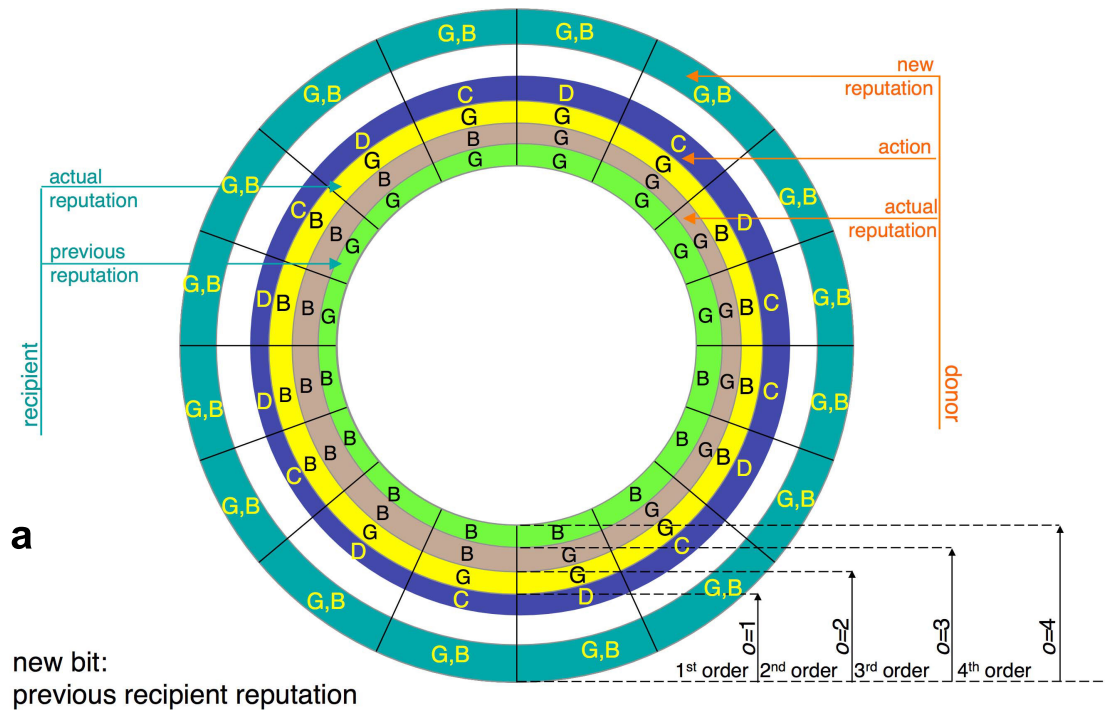 G,B G,B
G,B G,B
new
reputation
C D
G G
B G
G G
D C
G G
B G
G G
action
actual
reputation
G,B G,B
C B B G
G G B D
actual
reputation
previous
reputation
G,B D B B G
G G B C G,B
recipient
donor
G,B D B B B
B G B C G,B
G,B C B B B
B G B D G,B
B B
B G
G G
D C
B B
B G
G G
C D
G,B G,B
G,B G,B
a
o=1
o=2
o=3
o=4
1st order 2nd order 3rd order 4th order
new bit:
previous recipient reputation